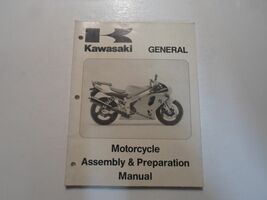 Kawasaki
GENERAL
Motorcycle
Assembly & Preparation
Manual